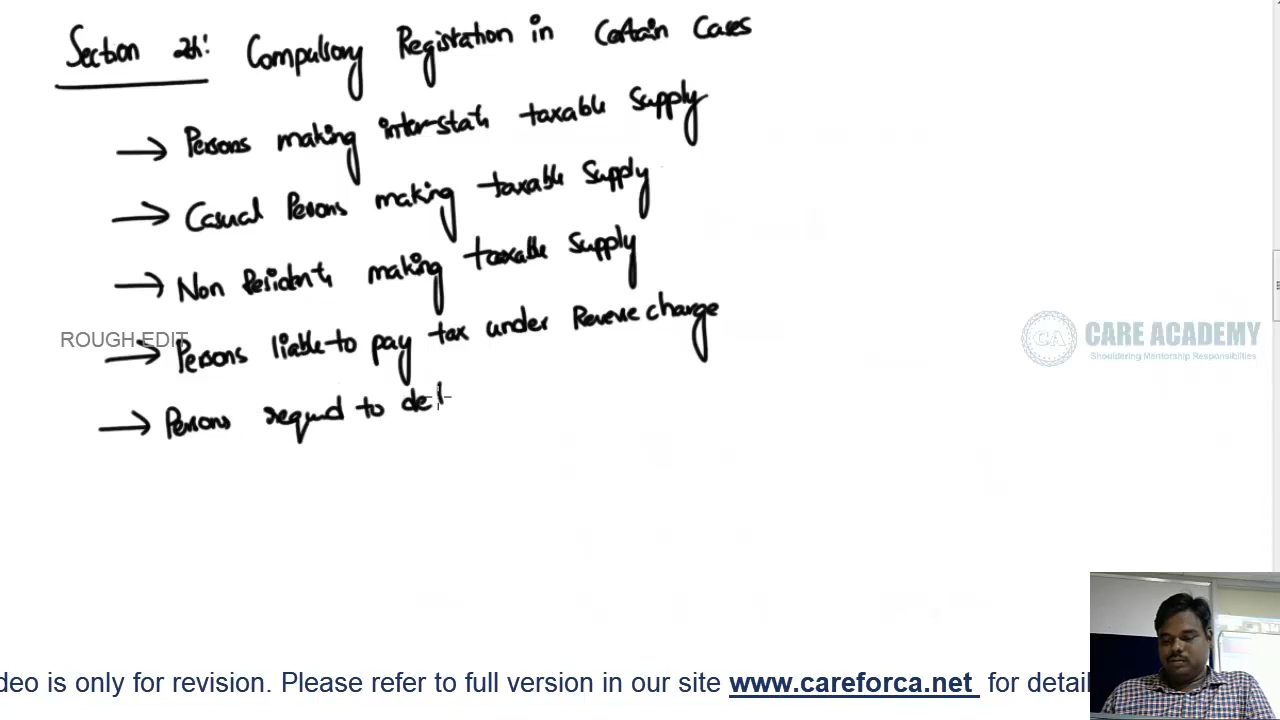 Section 24: Compulsory Registration in Certain Cases
→ Persons making inter-state taxable Supply
→ Casual Persons making taxable Supply
→ Non Residents making taxable Supply
→ Persons liable to pay tax under Reverse charge
ROUGH EDIT
→ Persons required to de
CARE ACADEMY
Shouldering Mentorship Responsibilities
CA
deo is only for revision. Please refer to full version in our site www.careforca.net for detail